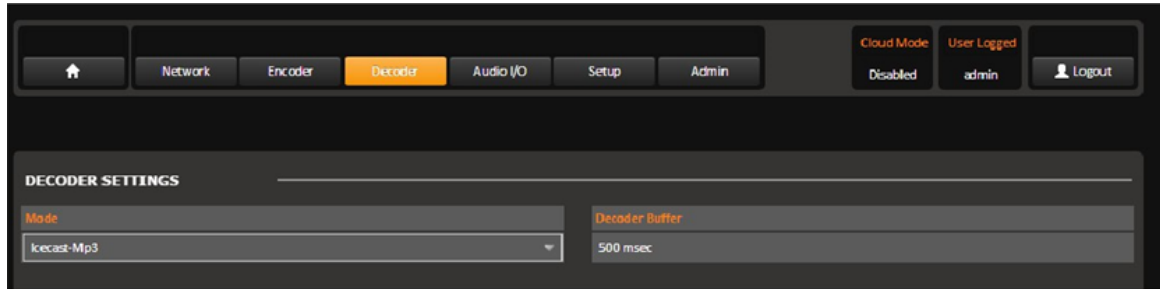 Cloud Mode User Logged
Network Encoder Decoder Audio I/O Setup Admin Disabled admin Logout
DECODER SETTINGS
Mode Decoder Buffer
Icecast-Mp3 500 msec